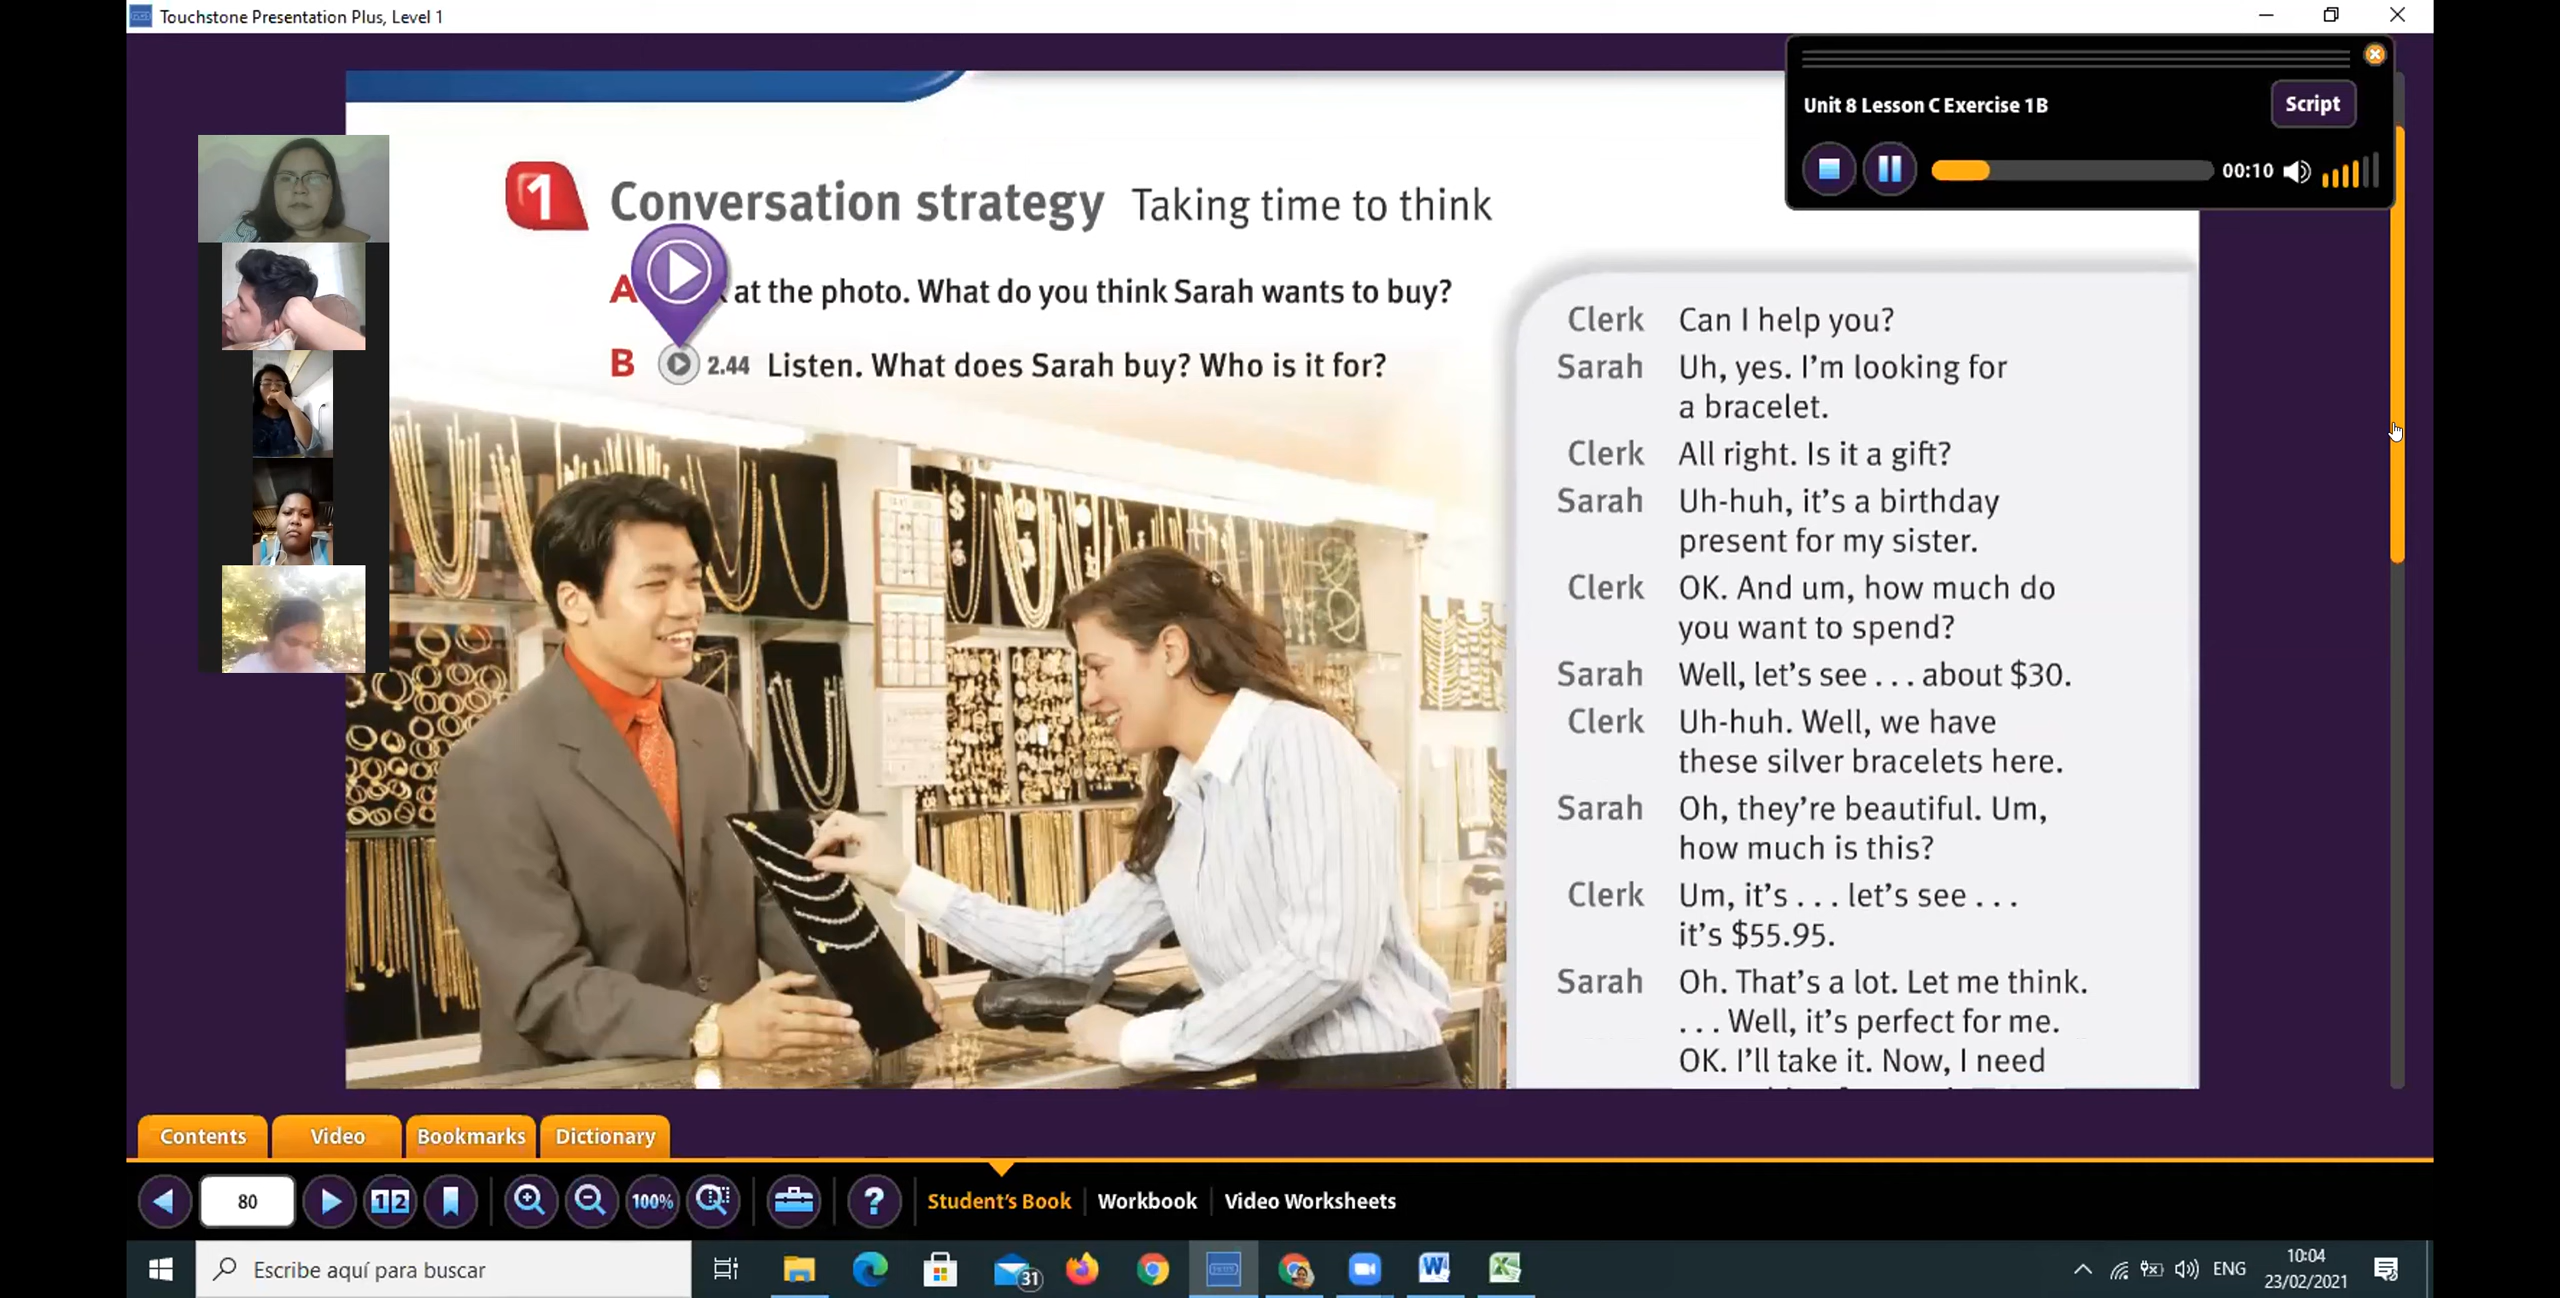 Touchstone Presentation Plus, Level 1
Unit 8 Lesson C Exercise 1B
Script
00:10
1 Conversation strategy Taking time to think
A at the photo. What do you think Sarah wants to buy?
B 2.44 Listen. What does Sarah buy? Who is it for?
Clerk Can I help you?
Sarah Uh, yes. I'm looking for
a bracelet.
Clerk All right. Is it a gift?
Sarah Uh-huh, it's a birthday
present for my sister.
Clerk OK. And um, how much do
you want to spend?
Sarah Well, let's see . . . about $30.
Clerk Uh-huh. Well, we have
these silver bracelets here.
Sarah Oh, they're beautiful. Um,
how much is this?
Clerk Um, it's . . . let's see . . .
it's $55.95.
Sarah Oh. That's a lot. Let me think.
. . . Well, it's perfect for me.
OK. I'll take it. Now, I need
Contents Video Bookmarks Dictionary
80 12 100% ? Student's Book Workbook Video Worksheets
Escribe aquí para buscar
31
ENG
10:04
23/02/2021